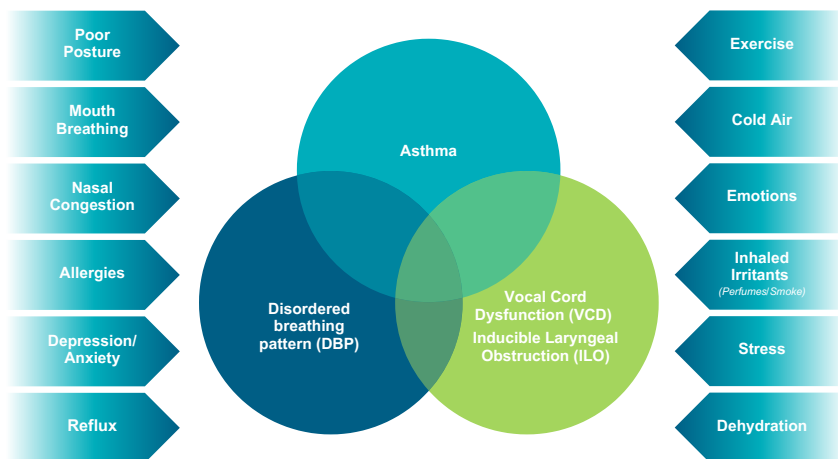 Poor
Posture
Mouth
Breathing
Nasal
Congestion
Allergies
Depression/
Anxiety
Reflux
Asthma
Disordered
breathing
pattern (DBP)
Vocal Cord
Dysfunction (VCD)
Inducible Laryngeal
Obstruction (ILO)
Exercise
Cold Air
Emotions
Inhaled
Irritants
(Perfumes/Smoke)
Stress
Dehydration